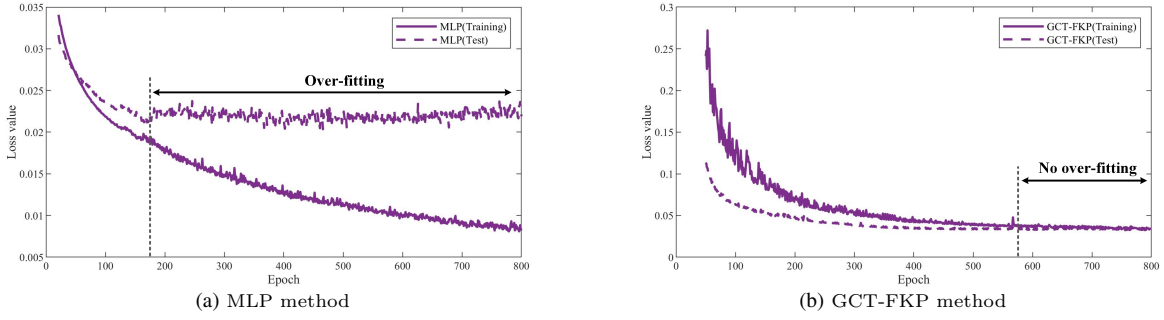 0.035
0.03
0.025
0.02
0.015
0.01
0.005
Loss value
MLP(Training)
MLP(Test)
Over-fitting
0 100 200 300 400 500 600 700 800
Epoch
(a) MLP method
0.3
0.25
0.2
0.15
0.1
0.05
0
Loss value
GCT-FKP(Training)
GCT-FKP(Test)
No over-fitting
0 100 200 300 400 500 600 700 800
Epoch
(b) GCT-FKP method